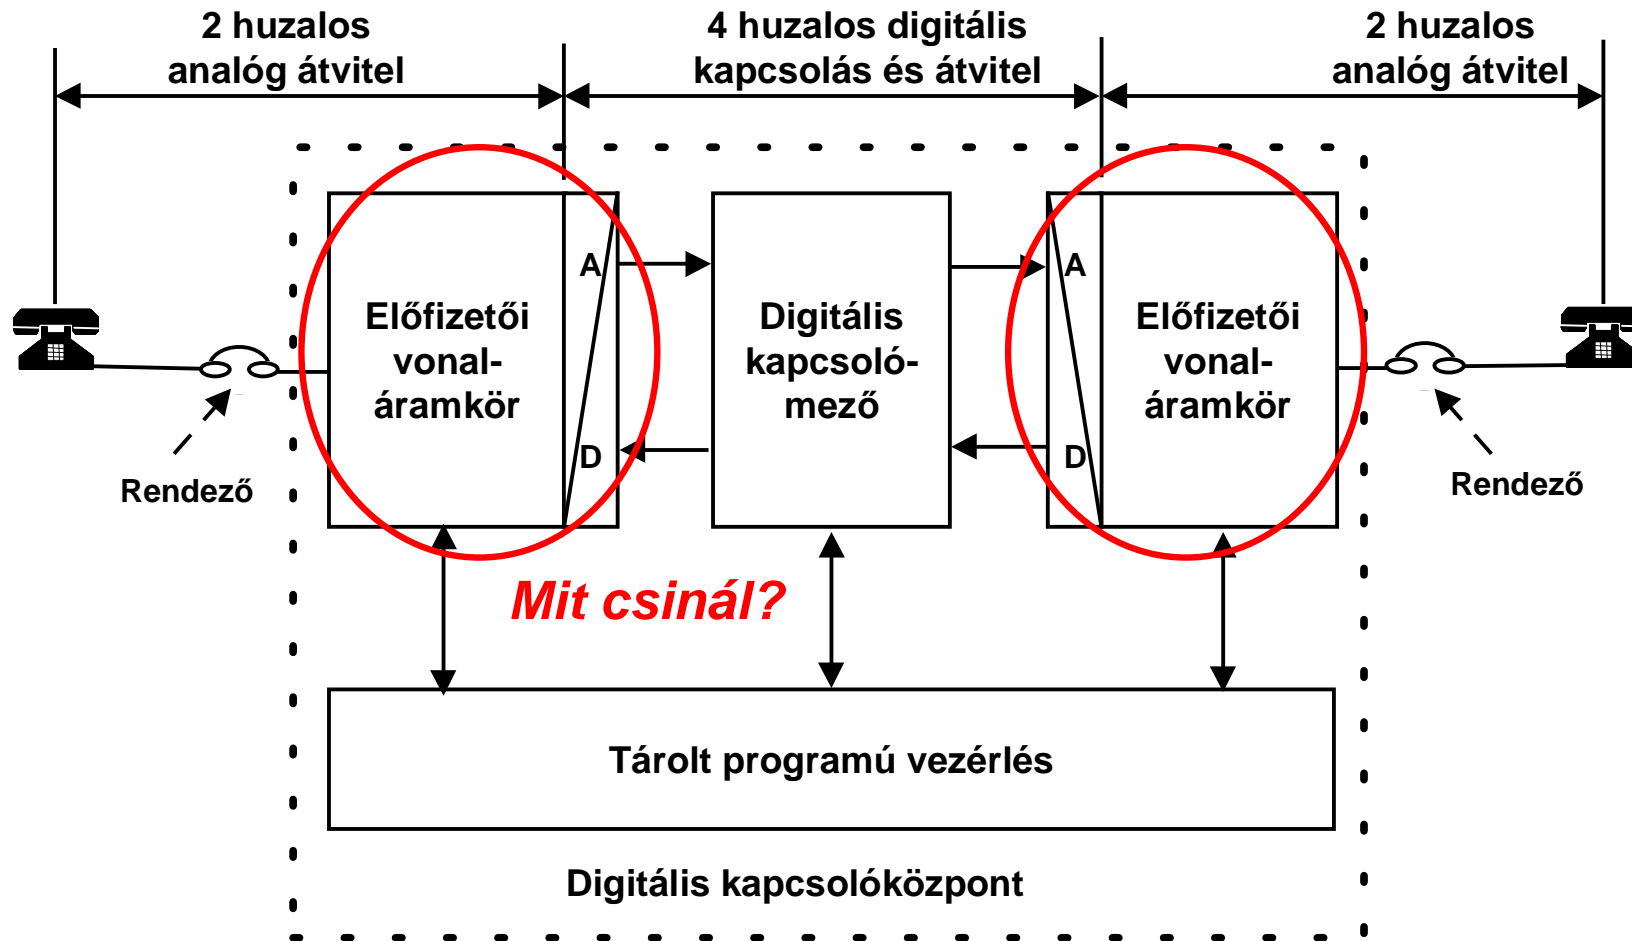 2 huzalos
analóg átvitel
4 huzalos digitális
kapcsolás és átvitel
2 huzalos
analóg átvitel
Előfizetői
vonal-
áramkör
A
D
Digitális
kapcsoló-
mező
A
D
Előfizetői
vonal-
áramkör
Rendező
Rendező
Mit csinál?
Tárolt programú vezérlés
Digitális kapcsolóközpont